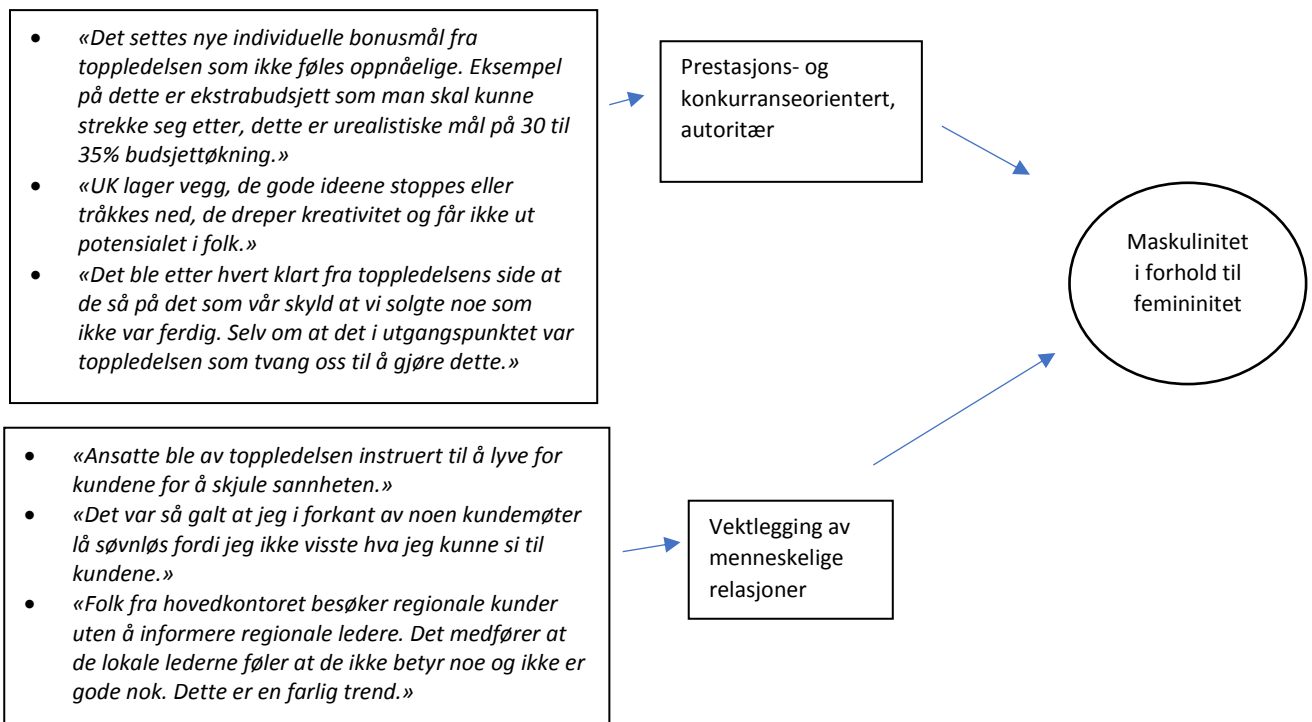 • «Det settes nye individuelle bonusmål fra
toppledelsen som ikke føles oppnåelige. Eksempel
på dette er ekstrabudsjett som man skal kunne
strekke seg etter, dette er urealistiske mål på 30 til
35% budsjettøkning.»
• «UK lager vegg, de gode ideene stoppes eller
tråkkes ned, de dreper kreativitet og får ikke ut
potensialet i folk.»
• «Det ble etter hvert klart fra toppledelsens side at
de så på det som vår skyld at vi solgte noe som
ikke var ferdig. Selv om at det i utgangspunktet var
toppledelsen som tvang oss til å gjøre dette.»
Prestasjons- og
konkurranseorientert,
autoritær
Maskulinitet
i forhold til
femininitet
• «Ansatte ble av toppledelsen instruert til å lyve for
kundene for å skjule sannheten.»
• «Det var så galt at jeg i forkant av noen kundemøter
lå søvnløs fordi jeg ikke visste hva jeg kunne si til
kundene.»
• «Folk fra hovedkontoret besøker regionale kunder
uten å informere regionale ledere. Det medfører at
de lokale lederne føler at de ikke betyr noe og ikke er
gode nok. Dette er en farlig trend.»
Vektlegging av
menneskelige
relasjoner